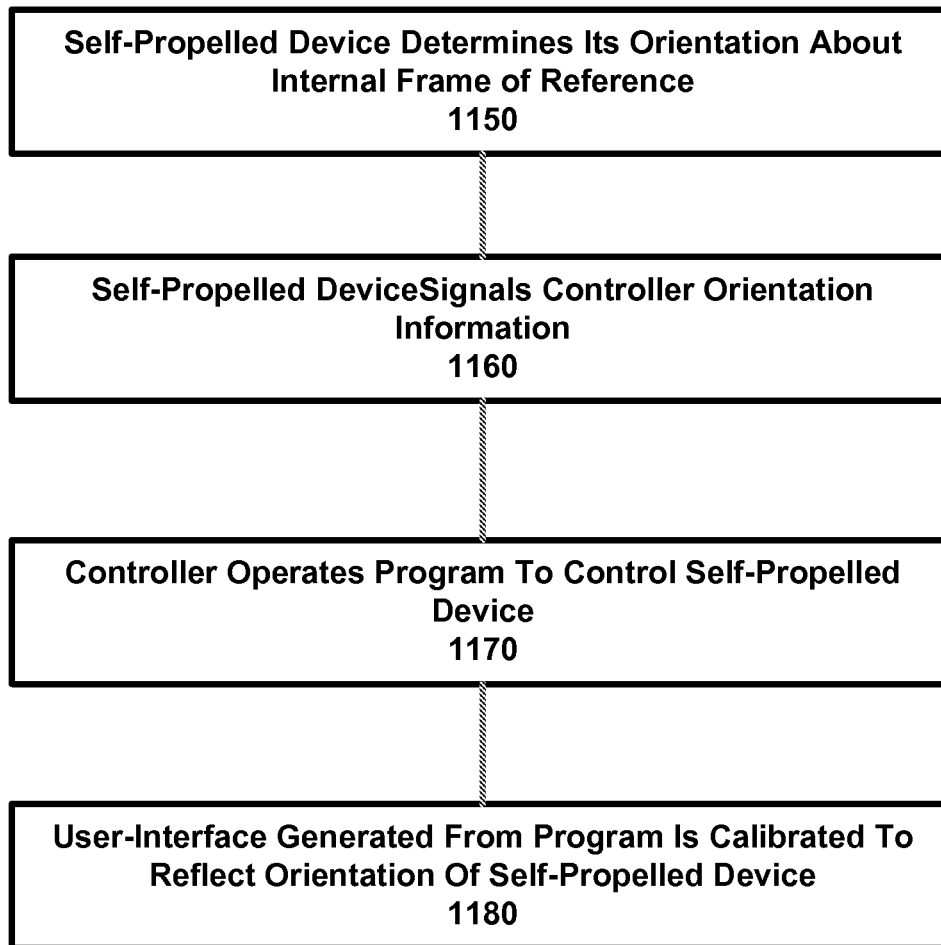 Self-Propelled Device Determines Its Orientation About
Internal Frame of Reference
1150
Self-Propelled DeviceSignals Controller Orientation
Information
1160
Controller Operates Program To Control Self-Propelled
Device
1170
User-Interface Generated From Program Is Calibrated To
Reflect Orientation Of Self-Propelled Device
1180